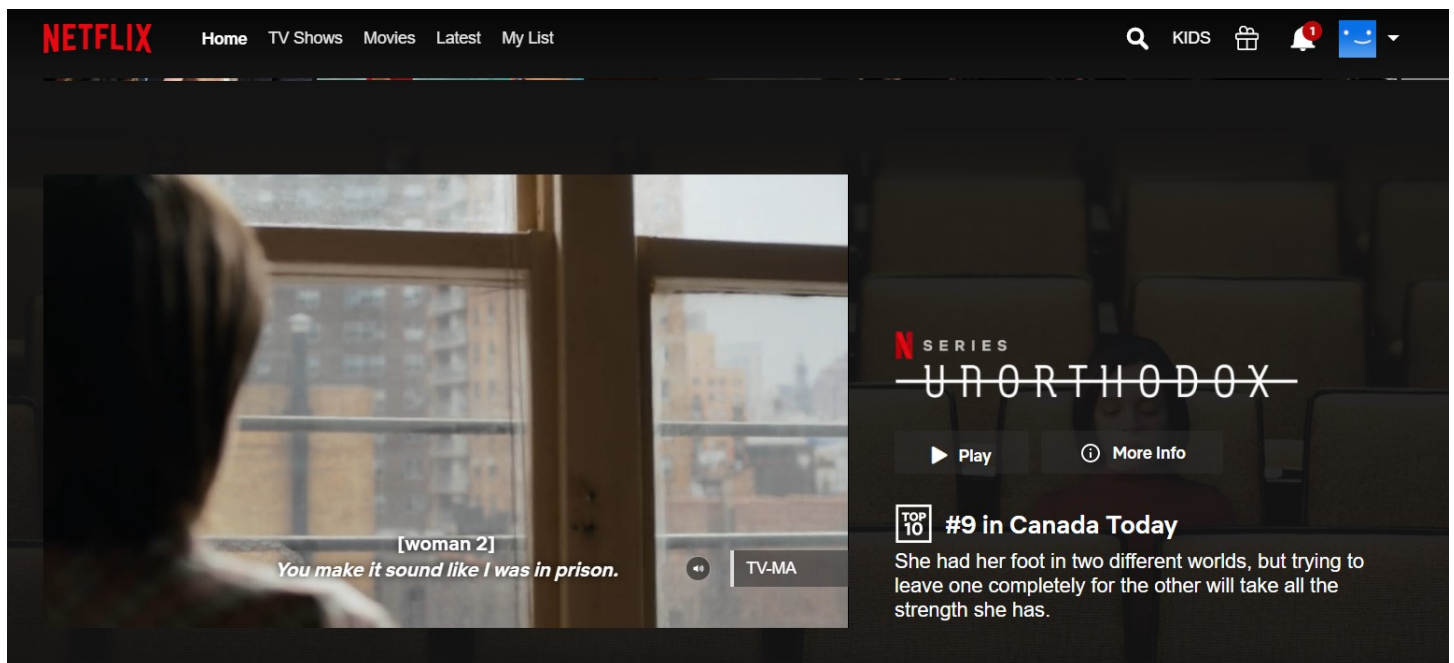 NETFLIX Home TV Shows Movies Latest My List KIDS 1
[woman 2]
You make it sound like I was in prison.
TV-MA
N SERIES
UNORTHODOX
Play More Info
TOP 10 #9 in Canada Today
She had her foot in two different worlds, but trying to
leave one completely for the other will take all the
strength she has.